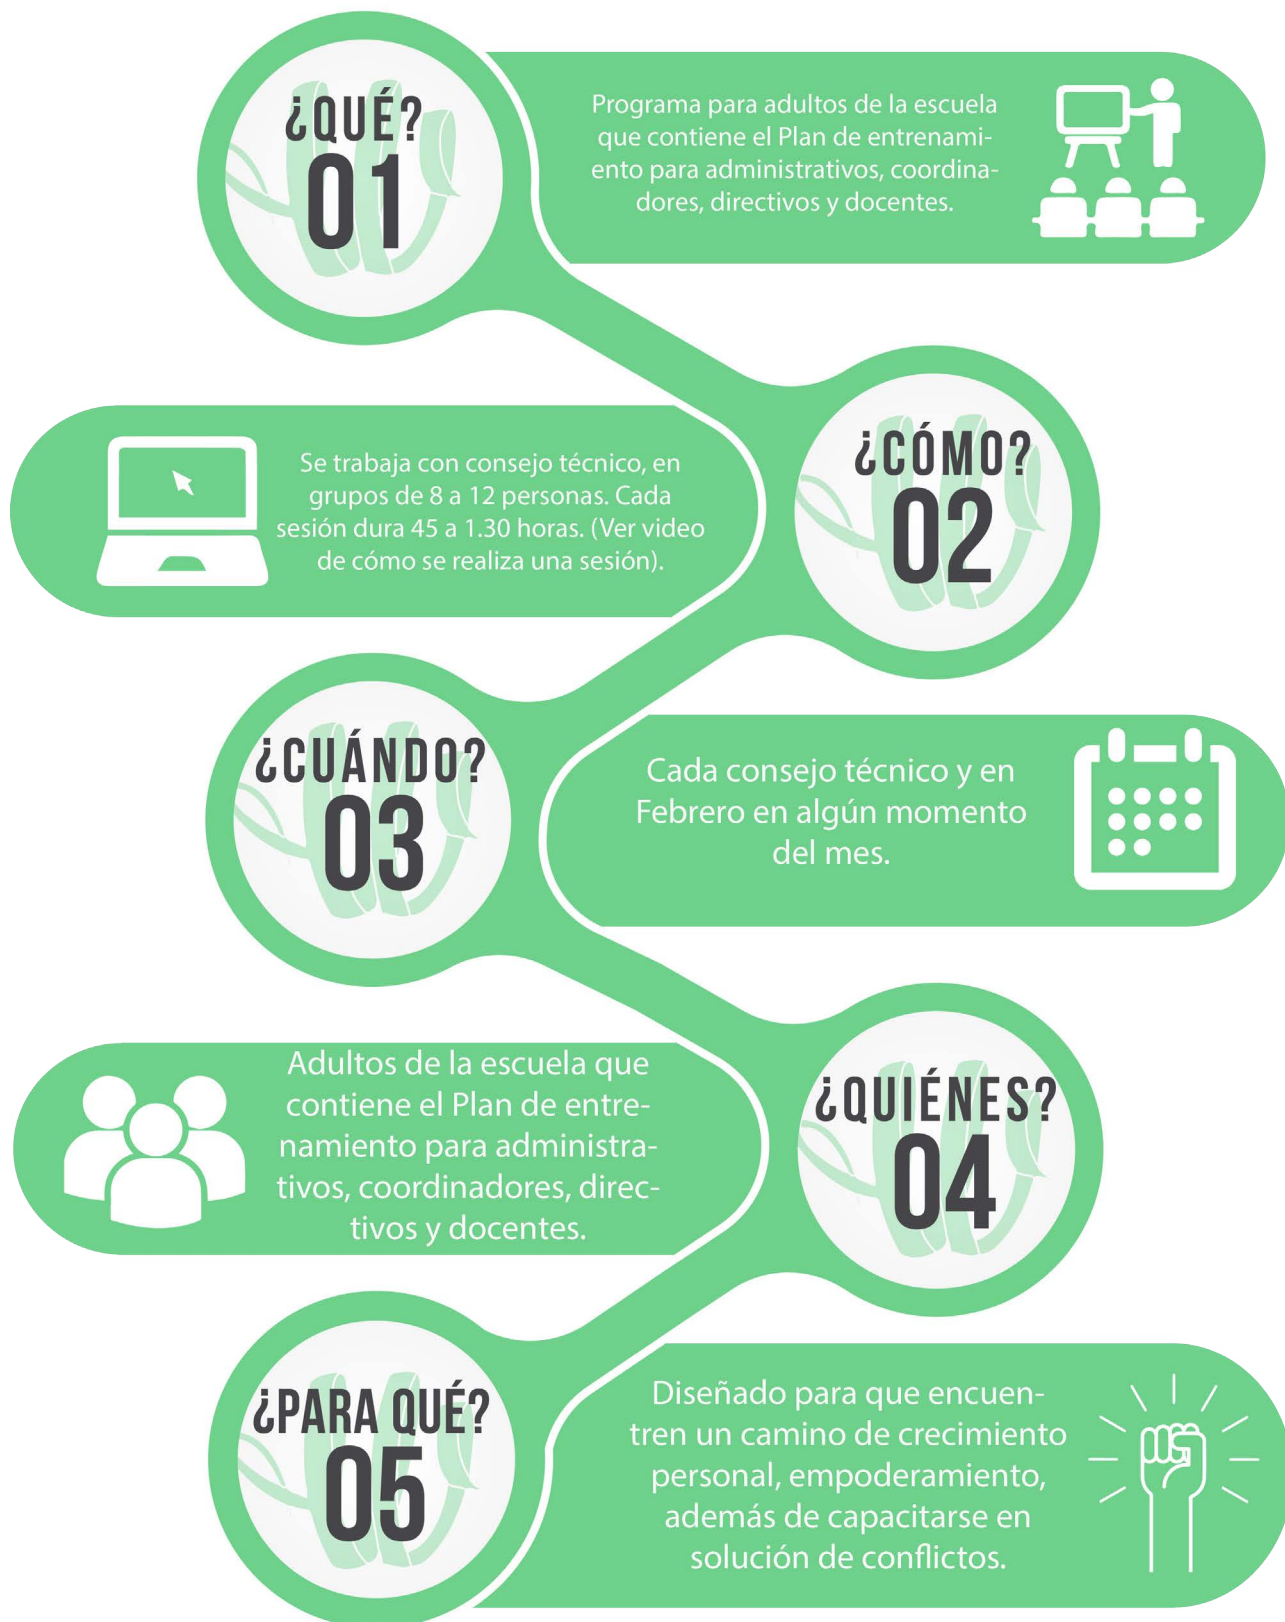 ¿QUÉ?
01
Programa para adultos de la escuela
que contiene el Plan de entrenami-
ento para administrativos, coordina-
dores, directivos y docentes.
¿CÓMO?
02
Se trabaja con consejo técnico, en
grupos de 8 a 12 personas. Cada
sesión dura 45 a 1.30 horas. (Ver video
de cómo se realiza una sesión).
¿CUÁNDO?
03
Cada consejo técnico y en
Febrero en algún momento
del mes.
¿QUIÉNES?
04
Adultos de la escuela que
contiene el Plan de entre-
namiento para administra-
tivos, coordinadores, direc-
tivos y docentes.
¿PARA QUÉ?
05
Diseñado para que encuen-
tren un camino de crecimiento
personal, empoderamiento,
además de capacitarse en
solución de conflictos.